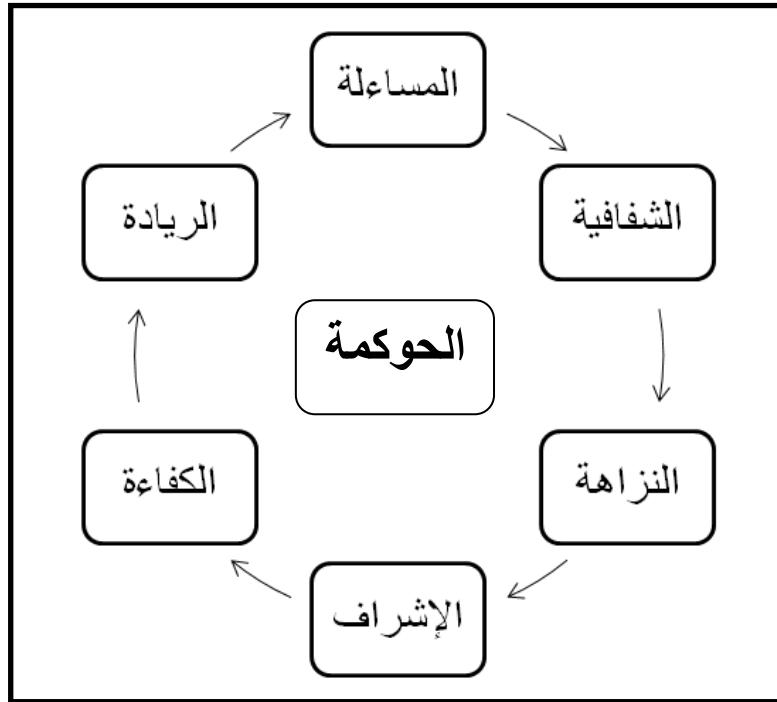 المساءلة
الشفافية
النزاهة
الإشراف
الكفاءة
الريادة
الحوكمة